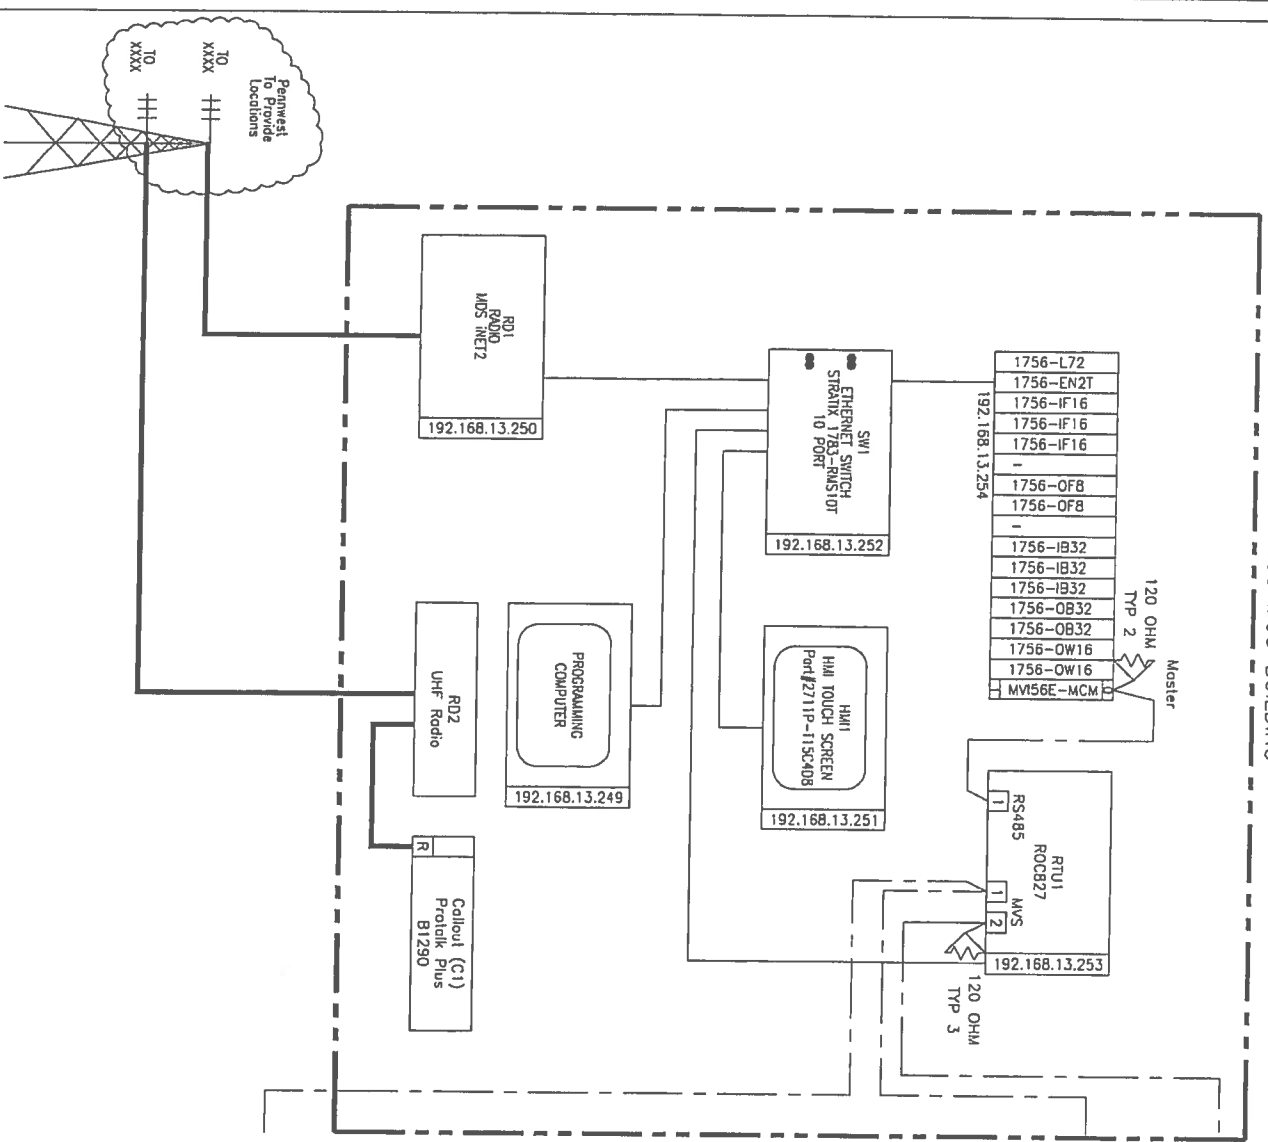 TO
XXXX
TO
XXXX
Pennwest
To Provide
Locations
RD1
RADIO
MDS iNET2
192.168.13.250
SW1
ETHERNET SWITCH
STRATIX 1783-RMS10T
10 PORT
192.168.13.252
1756-L72
1756-EN2T
1756-IF16
1756-IF16
1756-IF16
-
1756-OF8
1756-OF8
-
1756-IB32
1756-IB32
1756-IB32
1756-OB32
1756-OB32
1756-OW16
1756-OW16
MVI56E-MCM
192.168.13.254
120 OHM
TYP 2
Master
RD2
UHF Radio
PROGRAMMING
COMPUTER
192.168.13.249
HMI1
HMI TOUCH SCREEN
Part#2711P-T15C4D8
192.168.13.251
RS485
1
RTU1
ROC827
MVS
1
2
192.168.13.253
120 OHM
TYP 3
R
Callout (C1)
Protalk Plus
B1290